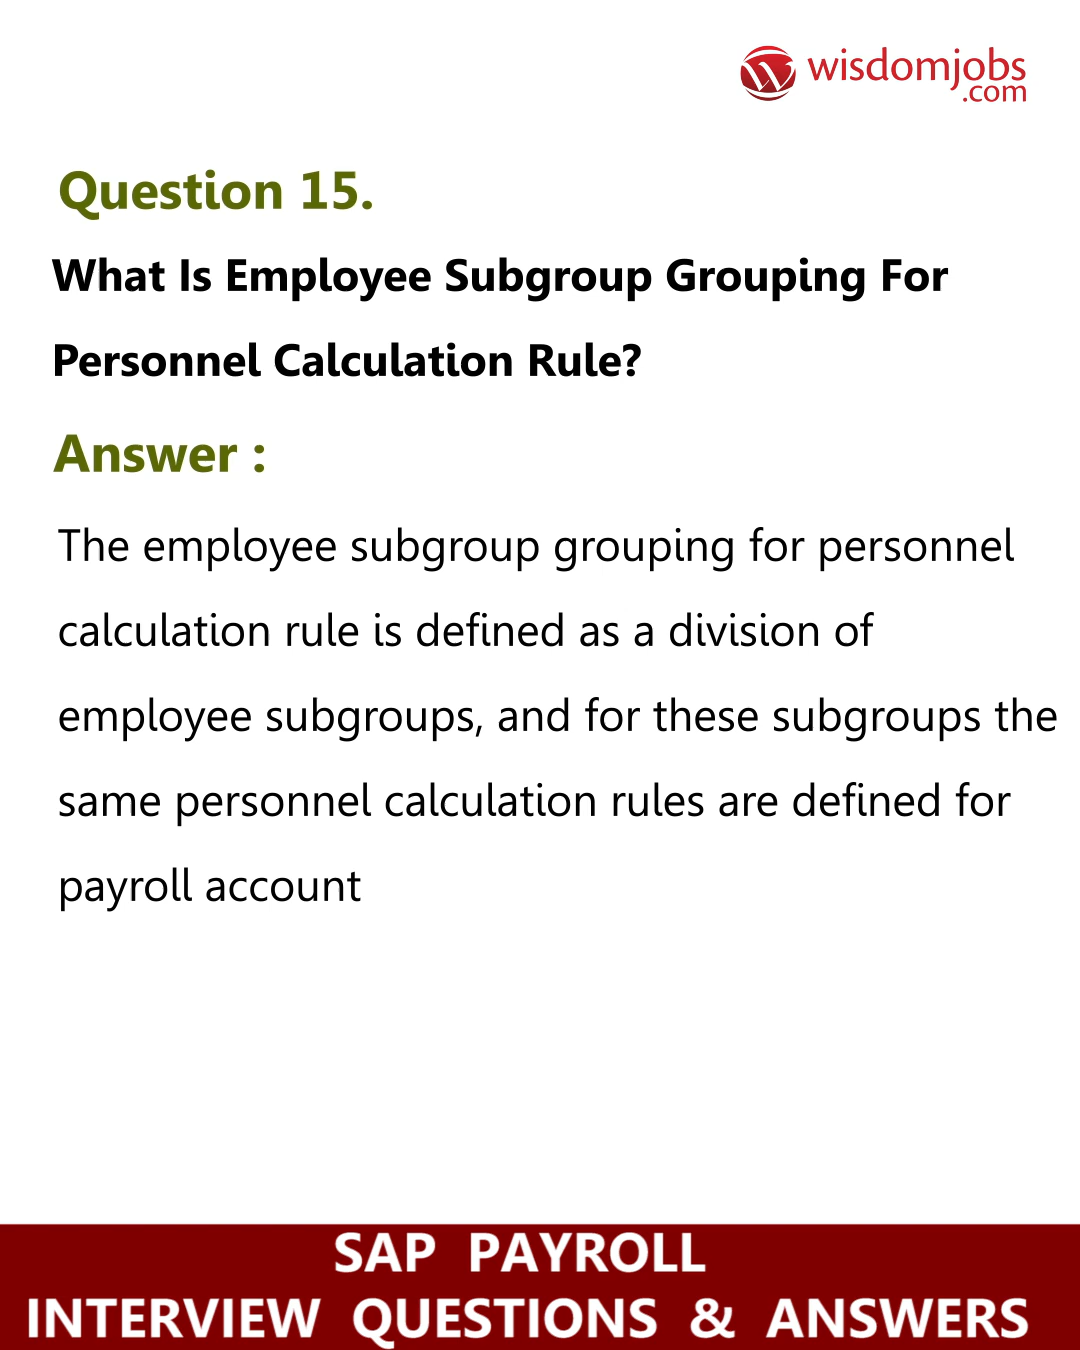 wisdomjobs
.com
Question 15.
What Is Employee Subgroup Grouping For
Personnel Calculation Rule?
Answer :
The employee subgroup grouping for personnel
calculation rule is defined as a division of
employee subgroups, and for these subgroups the
same personnel calculation rules are defined for
payroll account
SAP PAYROLL
INTERVIEW QUESTIONS & ANSWERS